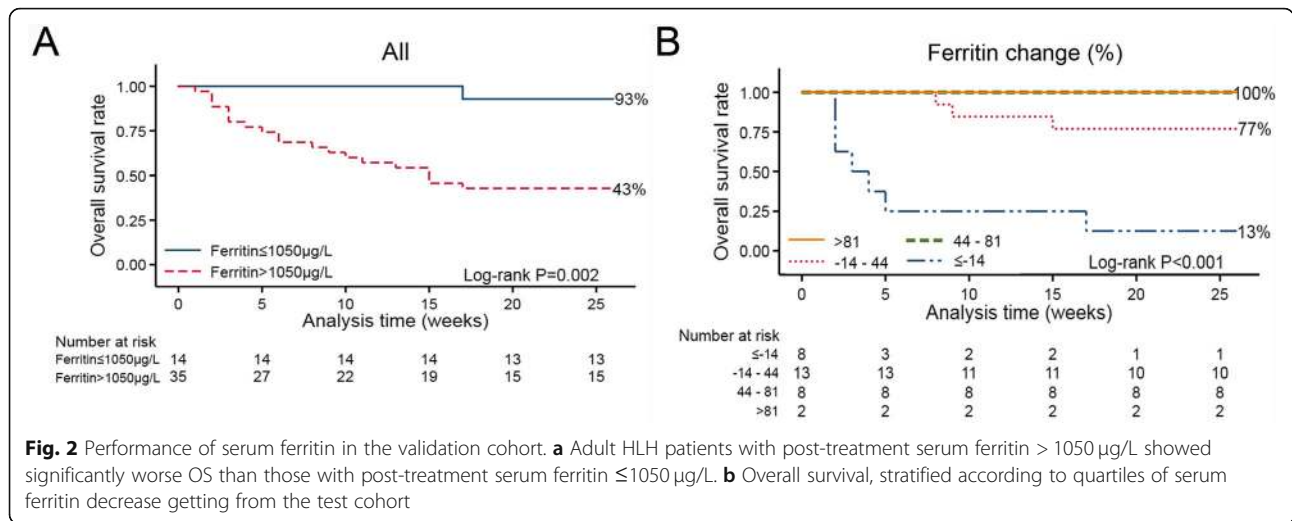 A
All
Overall survival rate
1.00
0.75
0.50
0.25
0.00
93%
43%
Ferritin≤1050µg/L
Ferritin>1050µg/L
Log-rank P=0.002
0 5 10 15 20 25
Analysis time (weeks)
Number at risk
Ferritin≤1050µg/L 14 14 14 14 13 13
Ferritin>1050µg/L 35 27 22 19 15 15
B
Ferritin change (%)
Overall survival rate
1.00
0.75
0.50
0.25
0.00
100%
77%
13%
>81 44 - 81
-14 - 44 ≤-14
Log-rank P<0.001
0 5 10 15 20 25
Analysis time (weeks)
Number at risk
≤-14 8 3 2 2 1 1
-14 - 44 13 13 11 11 10 10
44 - 81 8 8 8 8 8 8
>81 2 2 2 2 2 2
Fig. 2 Performance of serum ferritin in the validation cohort. a Adult HLH patients with post-treatment serum ferritin > 1050 µg/L showed
significantly worse OS than those with post-treatment serum ferritin ≤1050 µg/L. b Overall survival, stratified according to quartiles of serum
ferritin decrease getting from the test cohort